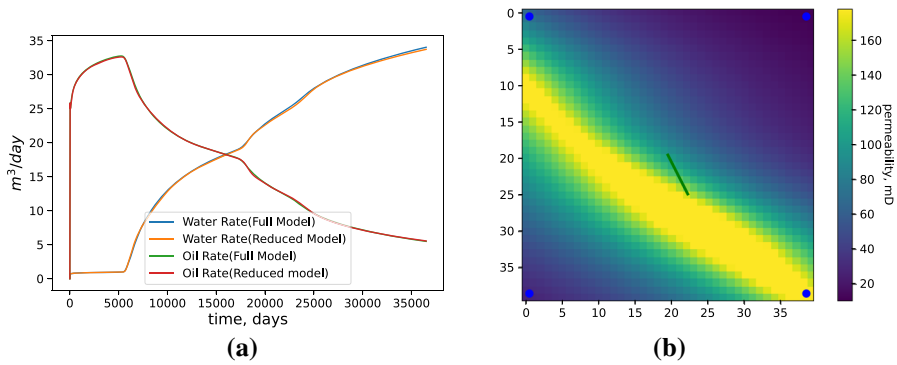 35
30
25
20
15
10
5
0
m³/day
Water Rate(Full Model)
Water Rate(Reduced Model)
Oil Rate(Full Model)
Oil Rate(Reduced model)
0 5000 10000 15000 20000 25000 30000 35000
time, days
(a)
0
5
10
15
20
25
30
35
0 5 10 15 20 25 30 35
160
140
120
100
80
60
40
20
permeability, mD
(b)